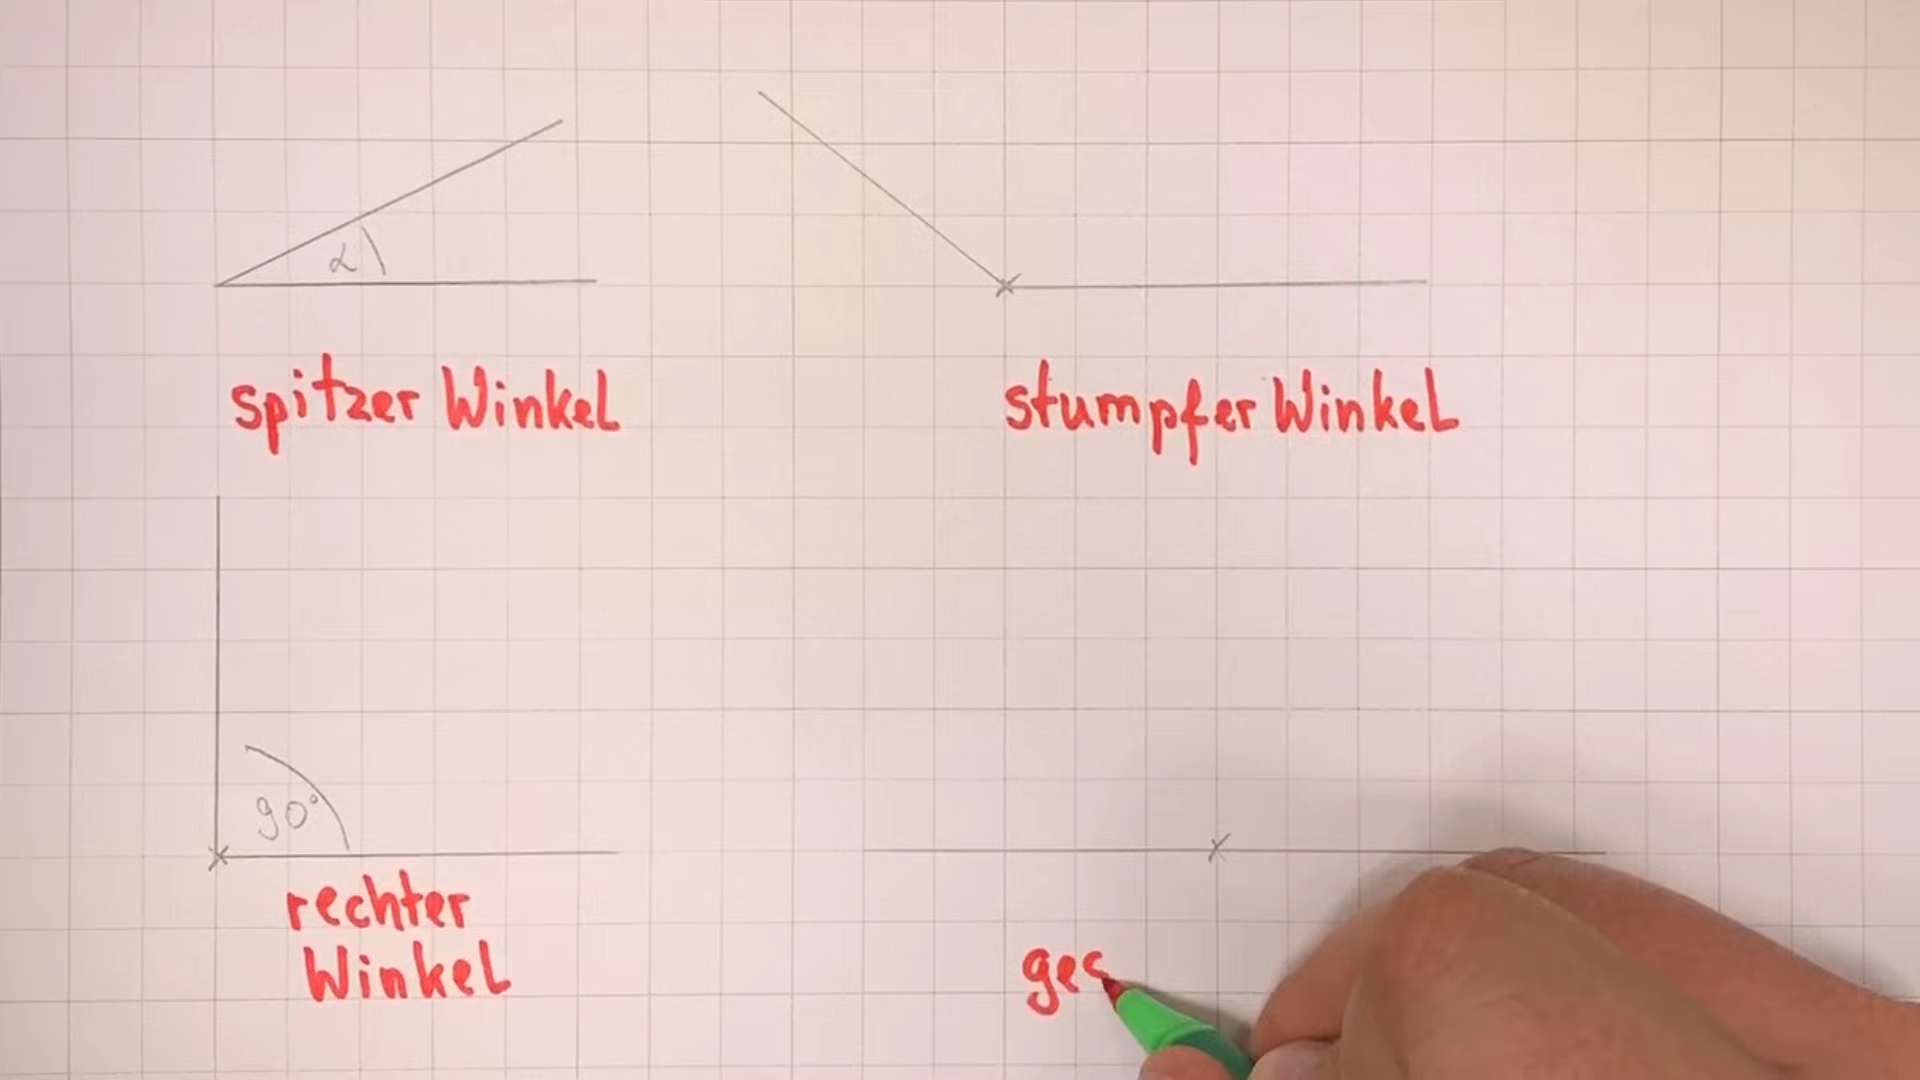 α
spitzer Winkel
stumpfer Winkel
90°
rechter
Winkel
ges